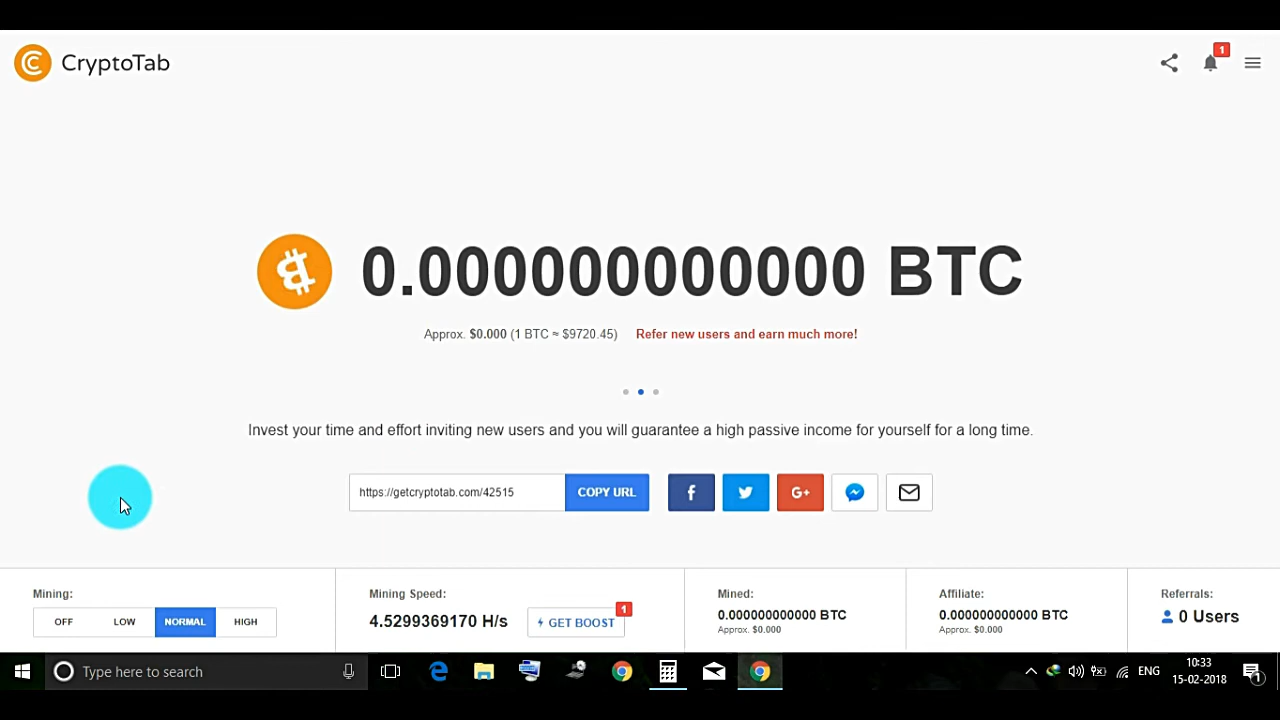 CryptoTab
1
0.000000000000 BTC
Approx. $0.000 (1 BTC ≈ $9720.45) Refer new users and earn much more!
Invest your time and effort inviting new users and you will guarantee a high passive income for yourself for a long time.
https://getcryptotab.com/42515 COPY URL f G+
Mining: Mining Speed: Mined: Affiliate: Referrals:
OFF LOW NORMAL HIGH 4.5299369170 H/s GET BOOST 1 0.000000000000 BTC 0.000000000000 BTC 0 Users
Approx. $0.000 Approx. $0.000
Type here to search ENG 10:33
15-02-2018 1